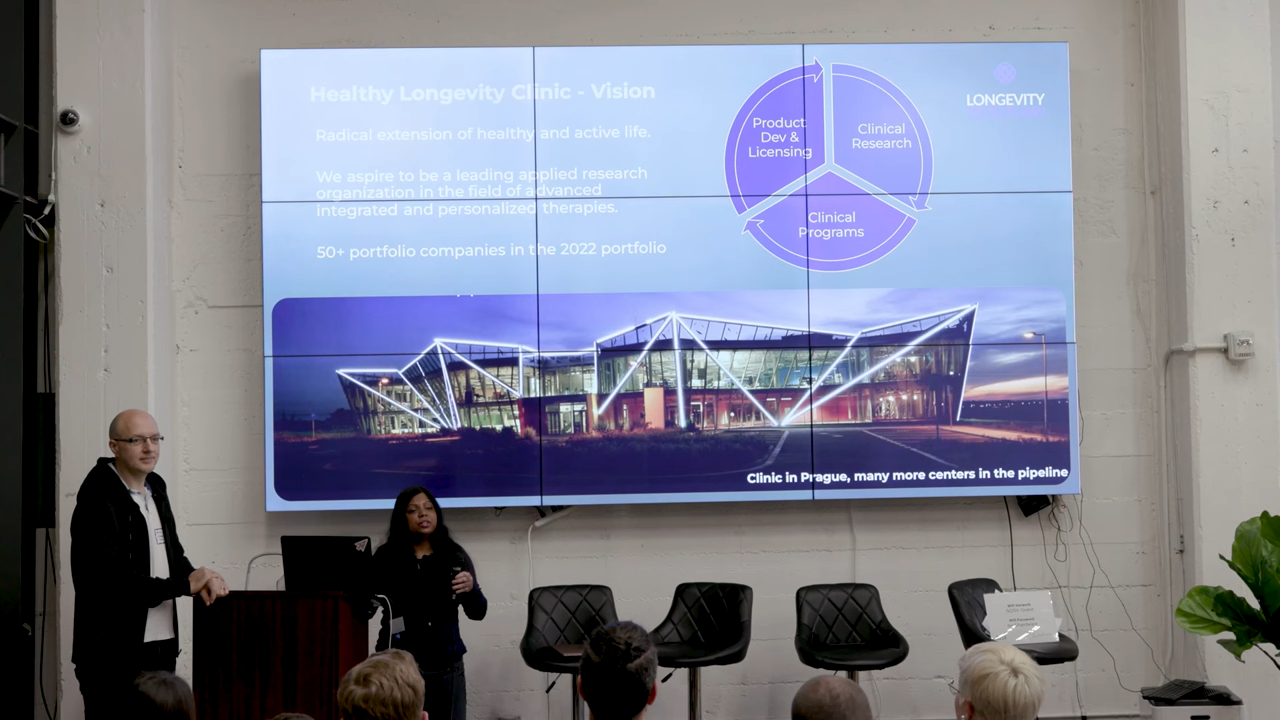 Healthy Longevity Clinic - Vision
Radical extension of healthy and active life.
We aspire to be a leading applied research
organization in the field of advanced
integrated and personalized therapies.
50+ portfolio companies in the 2022 portfolio
Product
Dev &
Licensing
Clinical
Research
Clinical
Programs
LONGEVITY
Clinic in Prague, many more centers in the pipeline